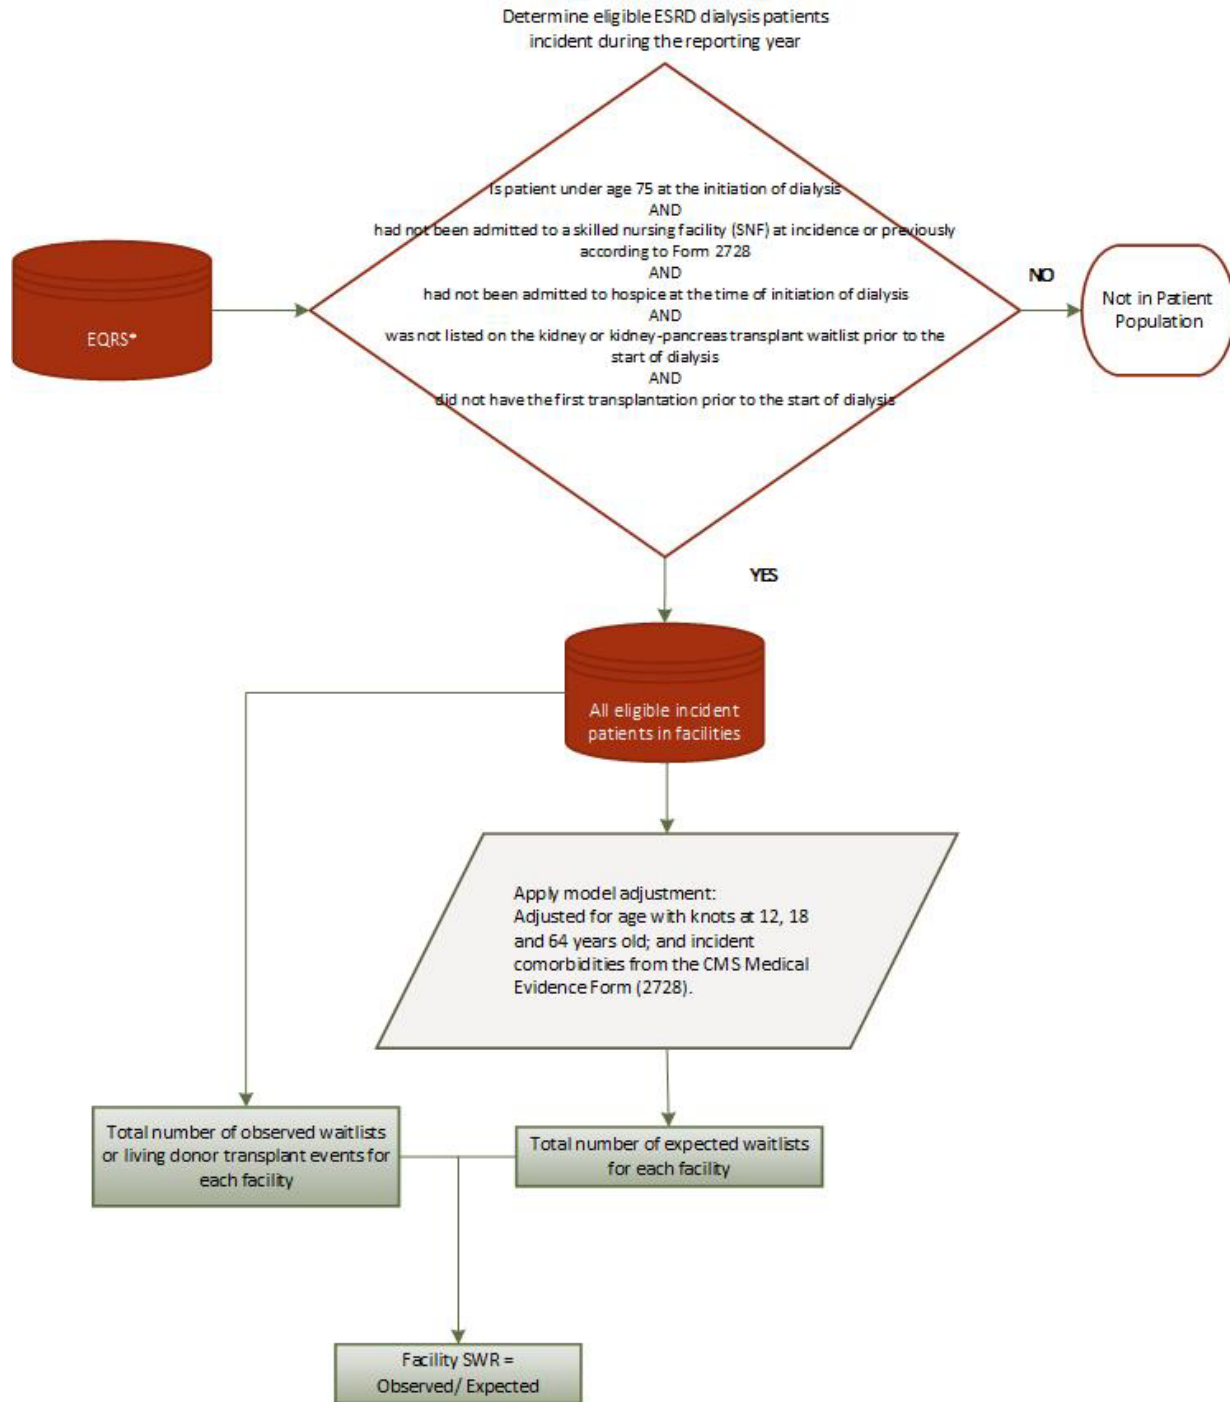 Determine eligible ESRD dialysis patients
incident during the reporting year
Is patient under age 75 at the initiation of dialysis
AND
had not been admitted to a skilled nursing facility (SNF) at incidence or previously
according to Form 2728
AND
had not been admitted to hospice at the time of initiation of dialysis
AND
was not listed on the kidney or kidney-pancreas transplant waitlist prior to the
start of dialysis
AND
did not have the first transplantation prior to the start of dialysis
EQRS*
NO
Not in Patient
Population
YES
All eligible incident
patients in facilities
Apply model adjustment:
Adjusted for age with knots at 12, 18
and 64 years old; and incident
comorbidities from the CMS Medical
Evidence Form (2728).
Total number of observed waitlists
or living donor transplant events for
each facility
Total number of expected waitlists
for each facility
Facility SWR =
Observed/ Expected